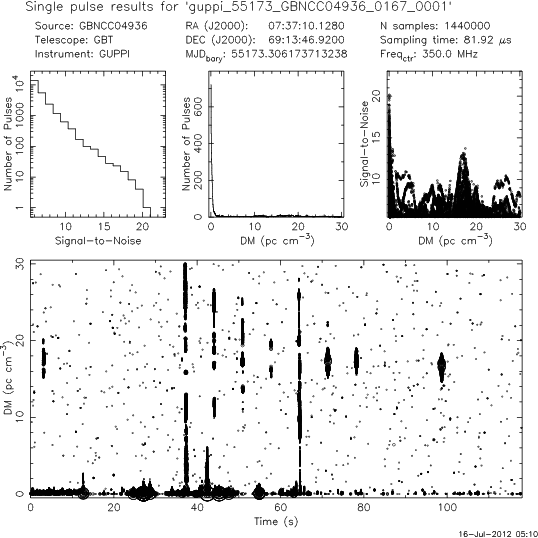 Single pulse results for 'guppi_55173_GBNCC04936_0167_0001'
Source: GBNCC04936 RA (J2000): 07:37:10.1280 N samples: 1440000
Telescope: GBT DEC (J2000): 69:13:46.9200 Sampling time: 81.92 μs
Instrument: GUPPI MJD_bary: 55173.306173713238 Freq_ctr: 350.0 MHz
Number of Pulses
1 10 100 1000 10^4
10 15 20
Signal-to-Noise
Number of Pulses
0 200 400 600
0 10 20 30
DM (pc cm^-3)
Signal-to-Noise
10 15 20
0 10 20 30
DM (pc cm^-3)
DM (pc cm^-3)
0 10 20 30
0 20 40 60 80 100
Time (s)
16-Jul-2012 05:10